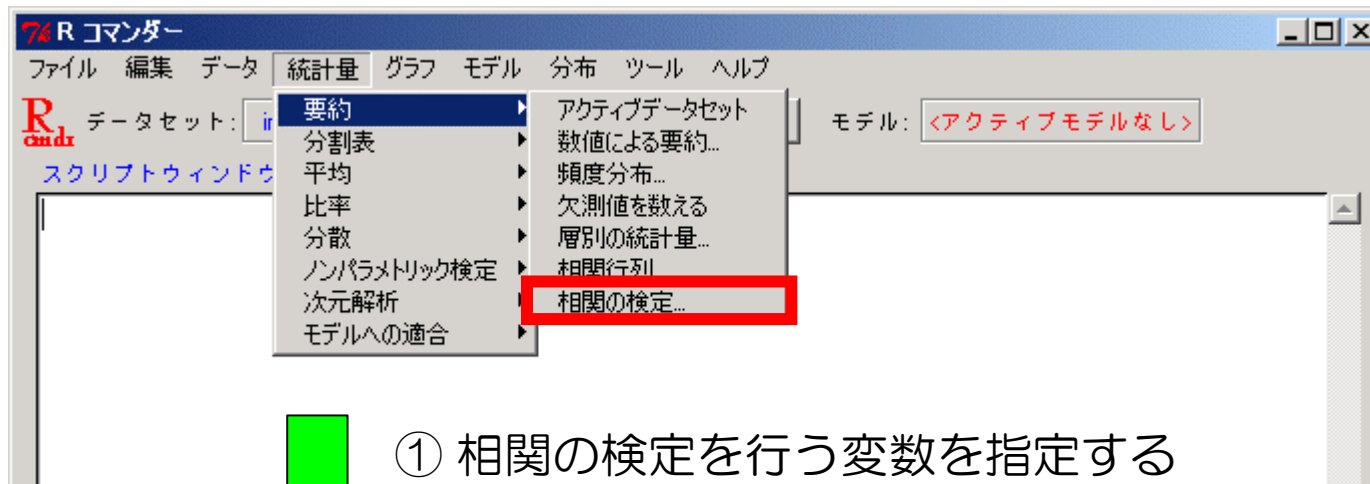 R コマンダー
ファイル 編集 データ 統計量 グラフ モデル 分布 ツール ヘルプ
Rcmdr データセット: モデル: <アクティブモデルなし>
スクリプトウィンドウ
要約
分割表
平均
比率
分散
ノンパラメトリック検定
次元解析
モデルへの適合
アクティブデータセット
数値による要約...
頻度分布...
欠測値を数える
層別の統計量...
相関行列...
相関の検定...
① 相関の検定を行う変数を指定する